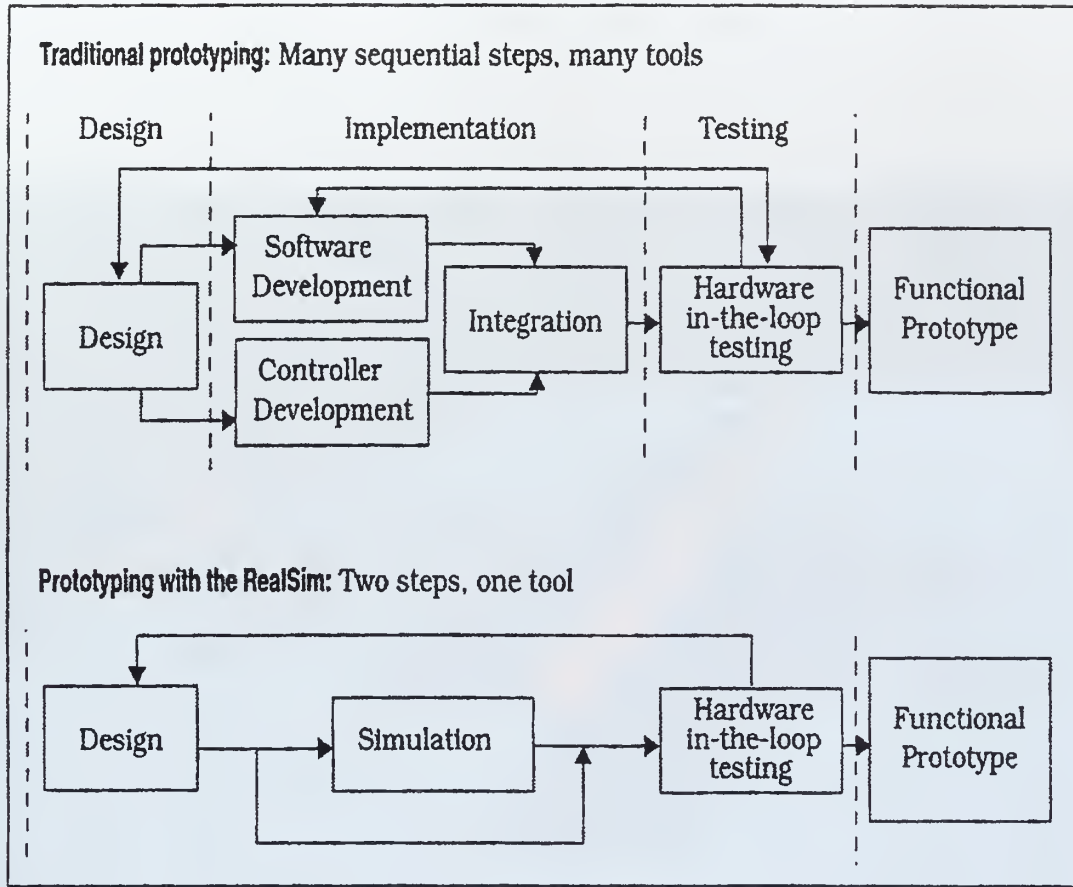 Traditional prototyping: Many sequential steps, many tools
Design
Implementation
Testing
Design
Software
Development
Controller
Development
Integration
Hardware
in-the-loop
testing
Functional
Prototype
Prototyping with the RealSim: Two steps, one tool
Design
Simulation
Hardware
in-the-loop
testing
Functional
Prototype